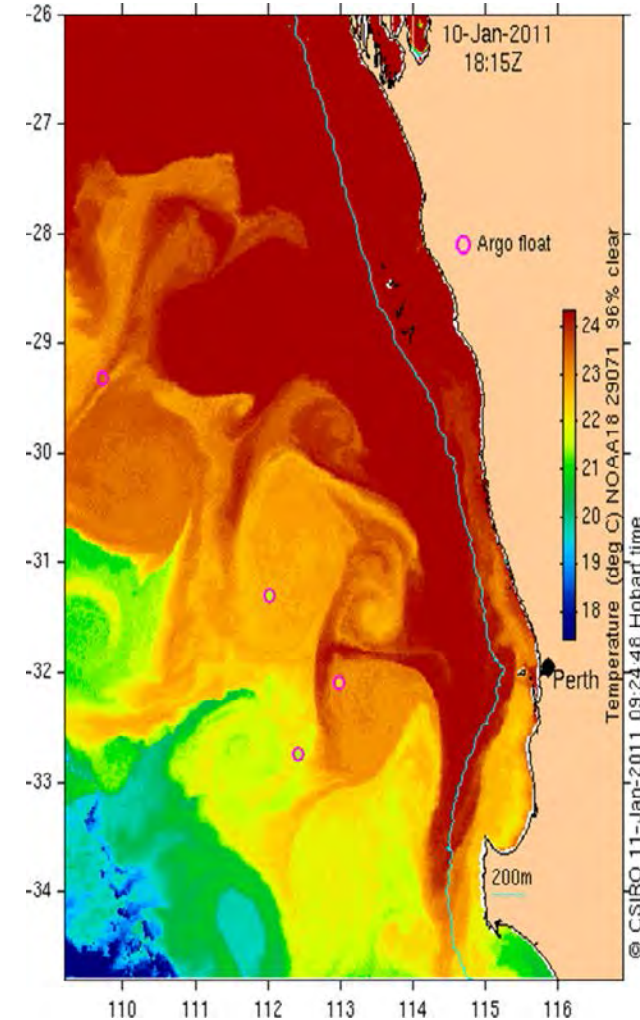 -26
-27
-28
-29
-30
-31
-32
-33
-34
10-Jan-2011
18:15Z
Argo float
24
23
22
21
20
19
18
Temperature (deg C) NOAA18 29071 96% clear
Perth
200m
© CSIRO 11-Jan-2011 09:24:48 Hobart time
110 111 112 113 114 115 116